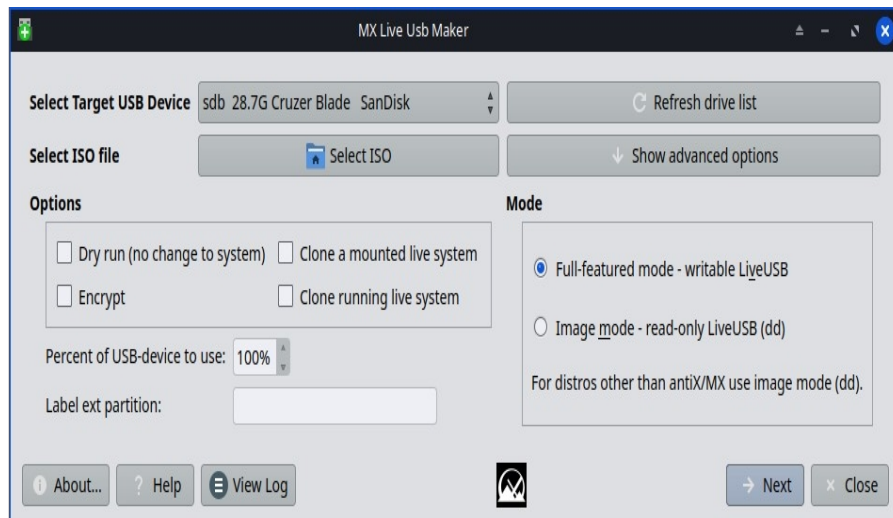 MX Live Usb Maker
Select Target USB Device sdb 28.7G Cruzer Blade SanDisk Refresh drive list
Select ISO file Select ISO Show advanced options
Options Mode
Dry run (no change to system) Clone a mounted live system
Full-featured mode - writable LiveUSB
Encrypt Clone running live system
Image mode - read-only LiveUSB (dd)
Percent of USB-device to use: 100%
For distros other than antiX/MX use image mode (dd).
Label ext partition:
About... Help View Log Next Close